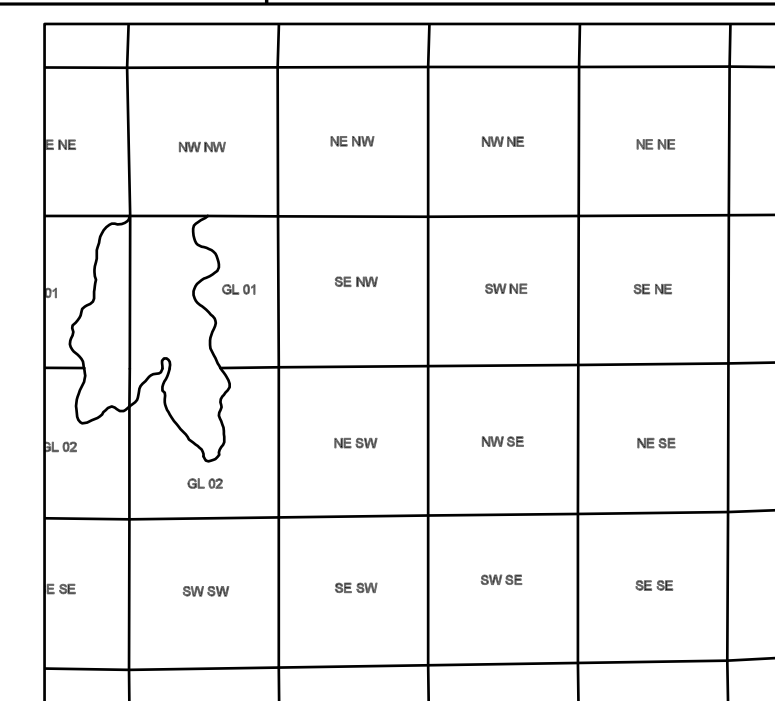 E NE
NW NW
NE NW
NW NE
NE NE
01
GL 01
SE NW
SW NE
SE NE
GL 02
GL 02
NE SW
NW SE
NE SE
E SE
SW SW
SE SW
SW SE
SE SE